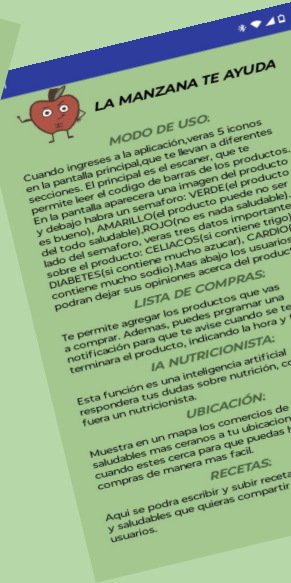 LA MANZANA TE AYUDA
MODO DE USO:
Cuando ingreses a la aplicación,veras 5 iconos
en la pantalla principal,que te llevan a diferentes
secciones. El principal es el escaner, que te
permite leer el codigo de barras de los productos.
En la pantalla aparecera una imagen del producto
y debajo habra un semaforo: VERDE(el producto
es bueno), AMARILLO(el producto puede no ser
del todo saludable),ROJO(no es nada saludable).
lado del semaforo, veras tres datos importante
sobre el producto: CELIACOS(si contiene trigo)
DIABETES(si contiene mucho azucar), CARDIO(
contiene mucho sodio).Mas abajo los usuarios
podran dejar sus opiniones acerca del produc
LISTA DE COMPRAS:
Te permite agregar los productos que vas
a comprar. Ademas, puedes prgramar una
notificación para que te avise cuando se te
terminara el producto, indicando la hora y
IA NUTRICIONISTA:
Esta función es una inteligencia artificial
respondera tus dudas sobre nutrición, co
fuera un nutricionista.
UBICACIÓN:
Muestra en un mapa los comercios de
saludables mas ceranos a tu ubicacion
cuando estes cerca para que puedas h
compras de manera mas facil.
RECETAS:
Aqui se podra escribir y subir receta
y saludables que quieras compartir
usuarios.